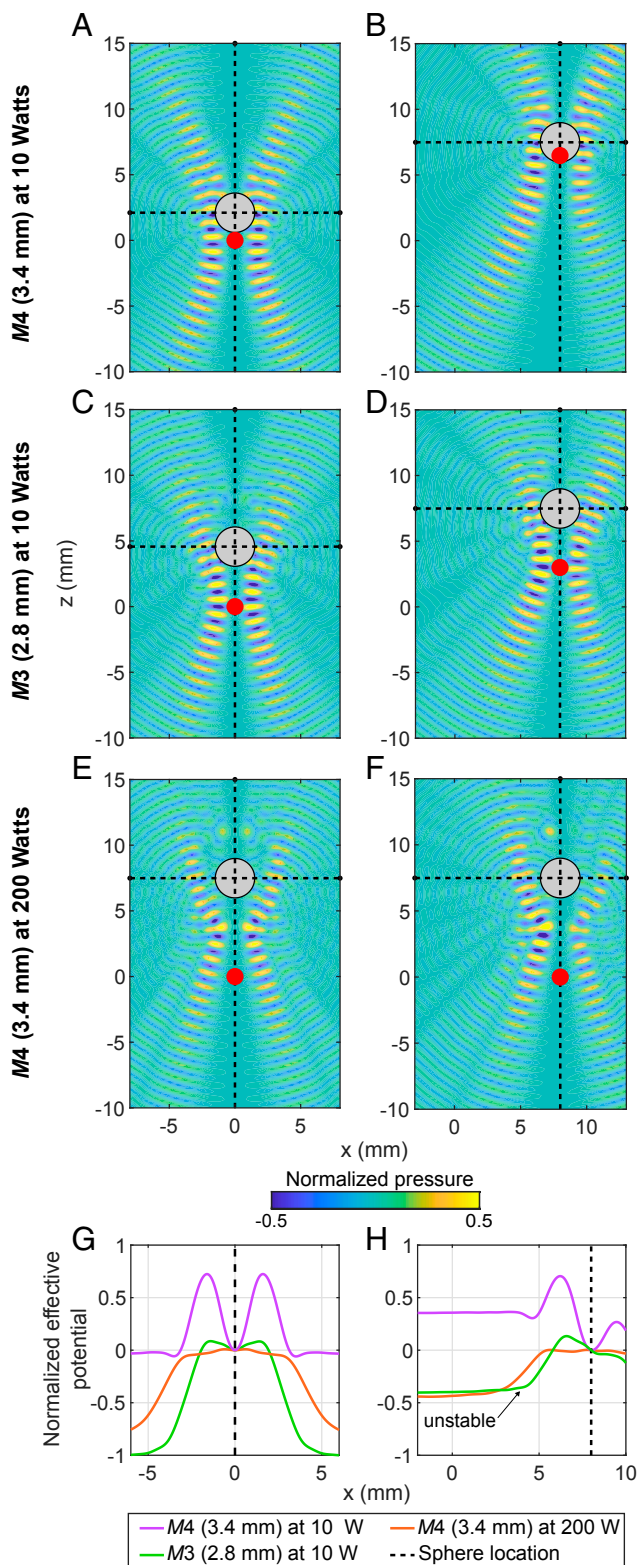 A
B
M4 (3.4 mm) at 10 Watts
15
10
5
0
-5
-10
15
10
5
0
-5
-10
C
D
M3 (2.8 mm) at 10 Watts
z (mm)
15
10
5
0
-5
-10
15
10
5
0
-5
-10
E
F
M4 (3.4 mm) at 200 Watts
15
10
5
0
-5
-10
15
10
5
0
-5
-10
-5 0 5
0 5 10
x (mm)
Normalized pressure
-0.5 0.5
G
H
Normalized effective
potential
1
0.5
0
-0.5
-1
-5 0 5
1
0.5
0
-0.5
-1
unstable
0 5 10
x (mm)
M4 (3.4 mm) at 10 W
M4 (3.4 mm) at 200 W
M3 (2.8 mm) at 10 W
Sphere location